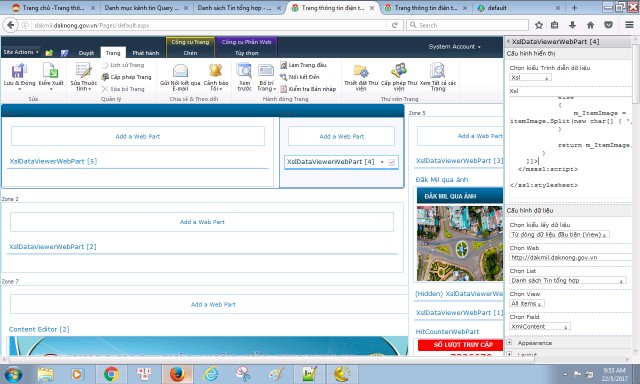 Trang chủ -Trang thô...
Danh mục kênh tin Query ...
Danh sách Tin tổng hợp - ...
Trang thông tin điện t...
Trang thông tin điện t...
default
dakmil.daknong.gov.vn/Pages/default.aspx
Search
Công cụ Trang
Công cụ Phần Web
System Account
Site Actions
Duyệt
Trang
Phát hành
Chèn
Tùy chọn
Lưu & Đóng
Kiểm Xuất
Sửa Thuộc tính
Lịch sử Trang
Cấp phép Trang
Xóa Trang
Gửi Nối kết qua E-mail
Cảnh báo Tôi
Xem trước
Bố trí Trang
Làm Trang đầu
Nối kết Đến
Kiểm tra Bản nháp
Thiết đặt Thư viện
Cấp phép Thư viện
Xem Tất cả các Trang
Sửa
Quản lý
Chia sẻ & Theo dõi
Hành động Trang
Thư viện Trang
Add a Web Part
XslDataViewerWebPart [5]
Add a Web Part
XslDataViewerWebPart [4]
Zone 2
Add a Web Part
XslDataViewerWebPart [2]
Zone 7
Add a Web Part
Content Editor [2]
Zone 5
Add a W
XslDataViewerWebPart [3]
Đăk Mil qua ảnh
ĐĂK MIL QUA ẢNH
(Hidden) XslDataViewerWebPart
XslDataViewerWebPart [1]
HitCounterWebPart
SỐ LƯỢT TRUY CẬP
XslDataViewerWebPart [4]
Cấu hình hiển thị
Chọn kiểu Trình diễn dữ liệu
Xsl
Xsl
else
{
m_ItemImage =
itemImage.Split(new char[] { ',
}
return m_ItemImage,
}
]]>
</msxsl:script>
</xsl:stylesheet>
Cấu hình dữ liệu
Chọn kiểu lấy dữ liệu
Từ dòng dữ liệu đầu tiên (View)
Chọn Web
http://dakmil.daknong.gov.vn
Chọn List
Danh sách Tin tổng hợp
Chọn View
All items
Chọn Field
XmlContent
Appearance
Layout
9:53 AM
22/5/2017